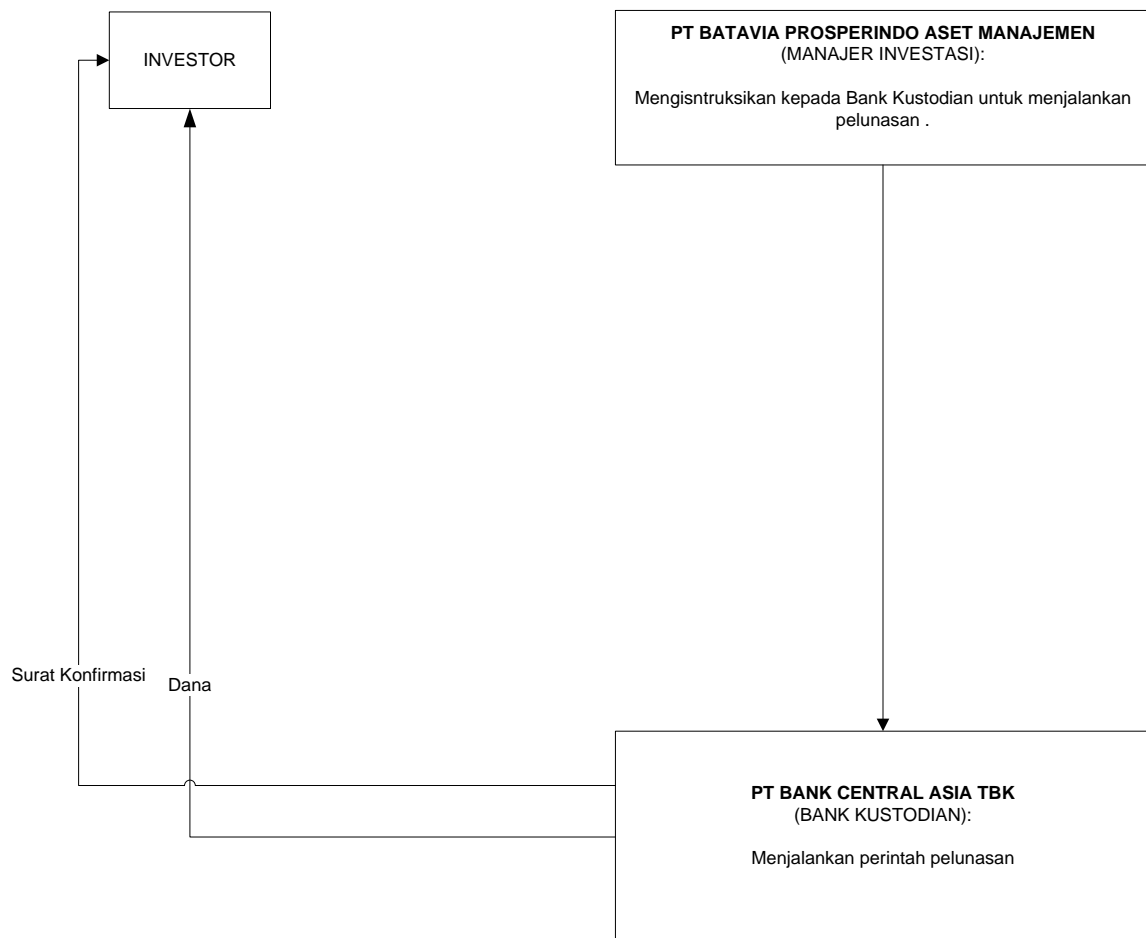 INVESTOR
PT BATAVIA PROSPERINDO ASET MANAJEMEN
(MANAJER INVESTASI):
Mengisntruksikan kepada Bank Kustodian untuk menjalankan
pelunasan .
Surat Konfirmasi
Dana
PT BANK CENTRAL ASIA TBK
(BANK KUSTODIAN):
Menjalankan perintah pelunasan